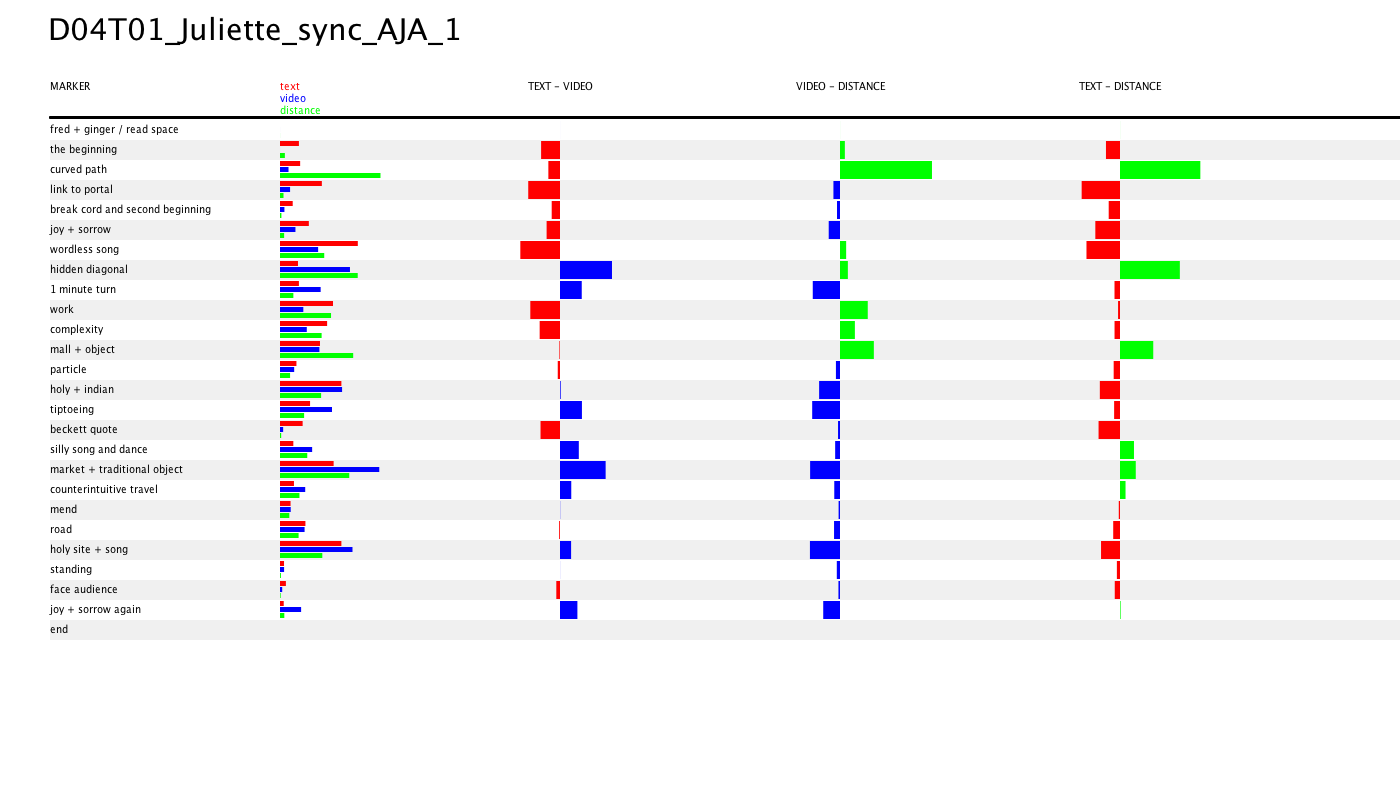 D04T01_Juliette_sync_AJA_1
MARKER
text
video
distance
TEXT – VIDEO
VIDEO – DISTANCE
TEXT – DISTANCE
fred + ginger / read space
the beginning
curved path
link to portal
break cord and second beginning
joy + sorrow
wordless song
hidden diagonal
1 minute turn
work
complexity
mall + object
particle
holy + indian
tiptoeing
beckett quote
silly song and dance
market + traditional object
counterintuitive travel
mend
road
holy site + song
standing
face audience
joy + sorrow again
end